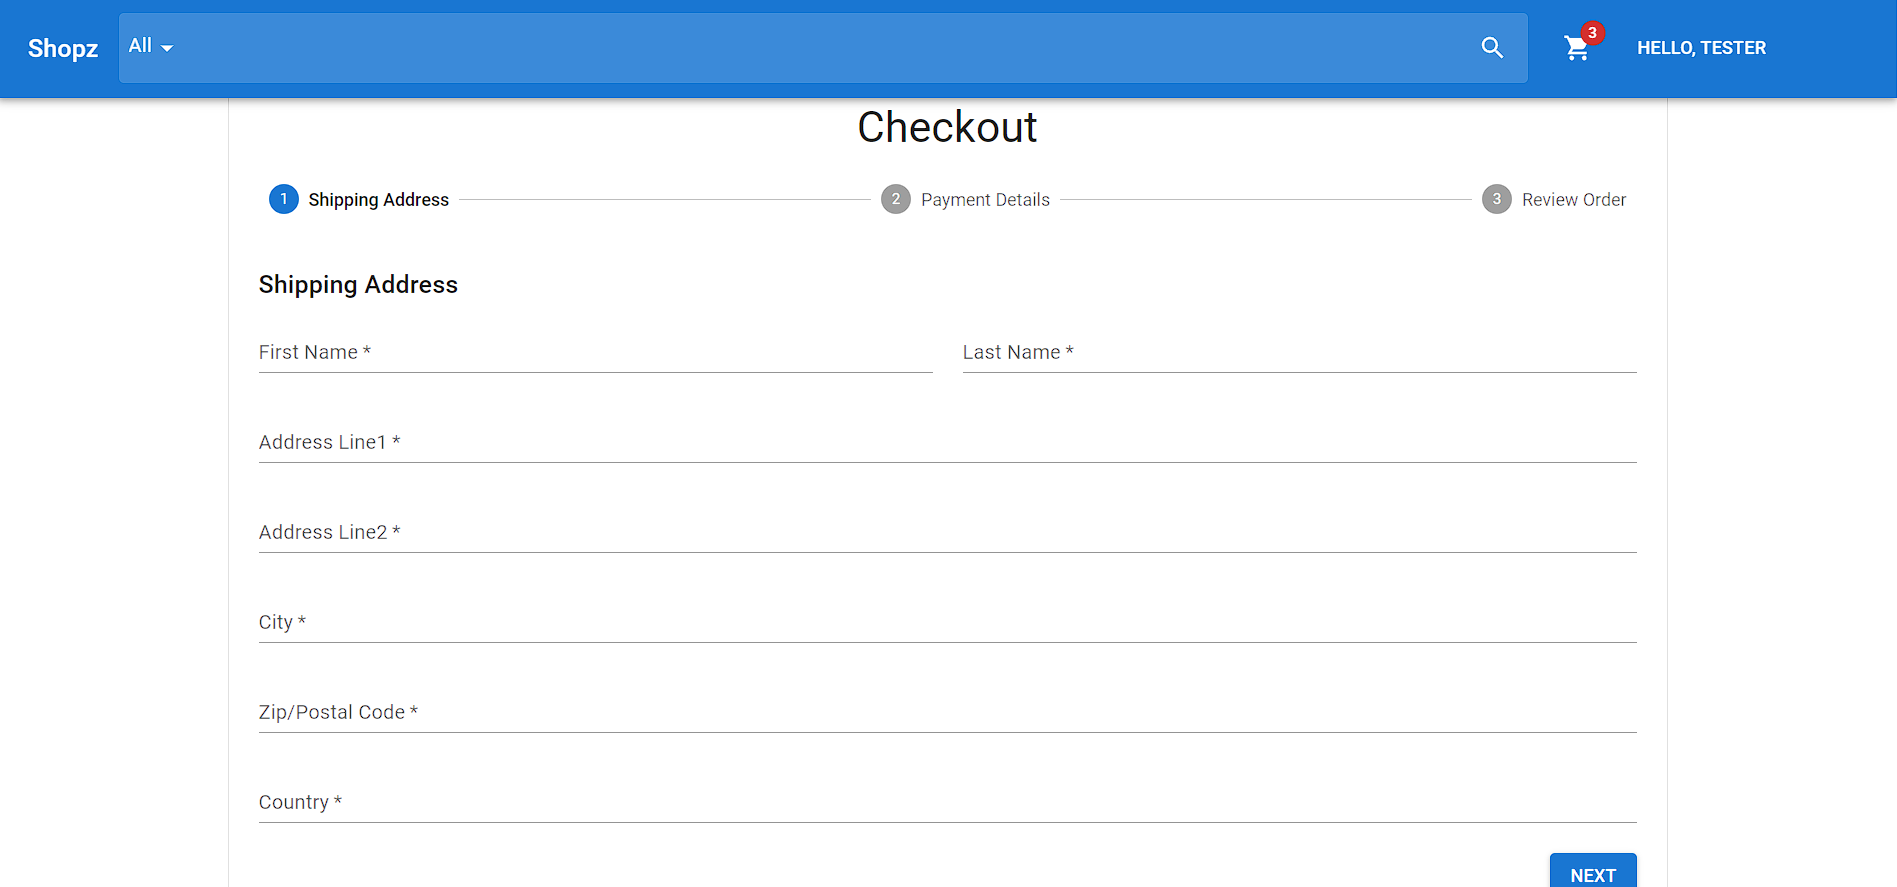 Shopz
All
3
HELLO, TESTER
Checkout
1 Shipping Address
2 Payment Details
3 Review Order
Shipping Address
First Name *
Last Name *
Address Line1 *
Address Line2 *
City *
Zip/Postal Code *
Country *
NEXT